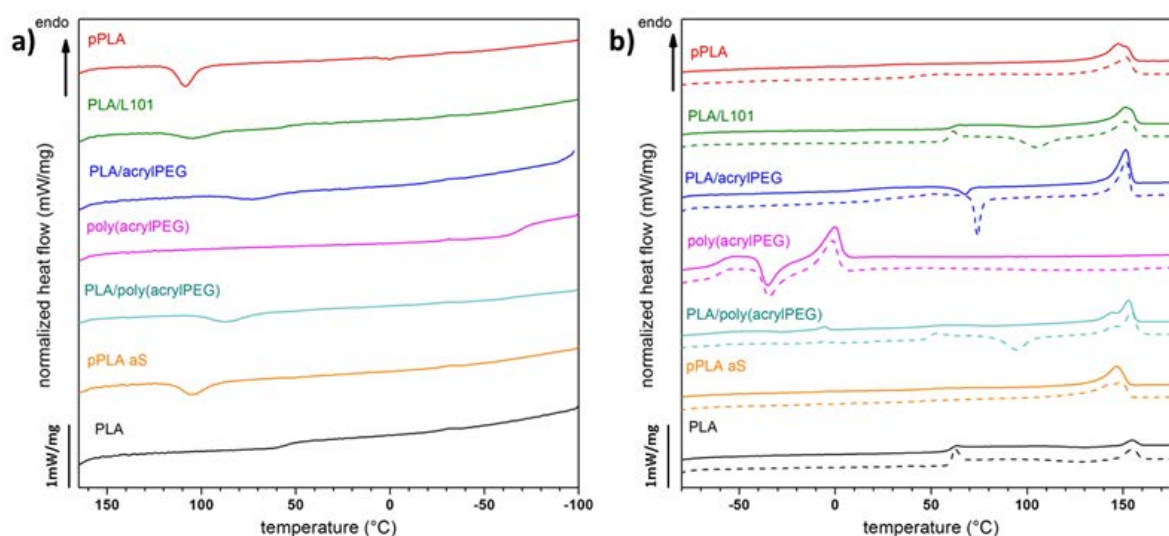 a)
endo
pPLA
PLA/L101
PLA/acrylPEG
poly(acrylPEG)
PLA/poly(acrylPEG)
pPLA aS
PLA
normalized heat flow (mW/mg)
1mW/mg
150 100 50 0 -50 -100
temperature (°C)
b)
endo
pPLA
PLA/L101
PLA/acrylPEG
poly(acrylPEG)
PLA/poly(acrylPEG)
pPLA aS
PLA
normalized heat flow (mW/mg)
1mW/mg
-50 0 50 100 150
temperature (°C)